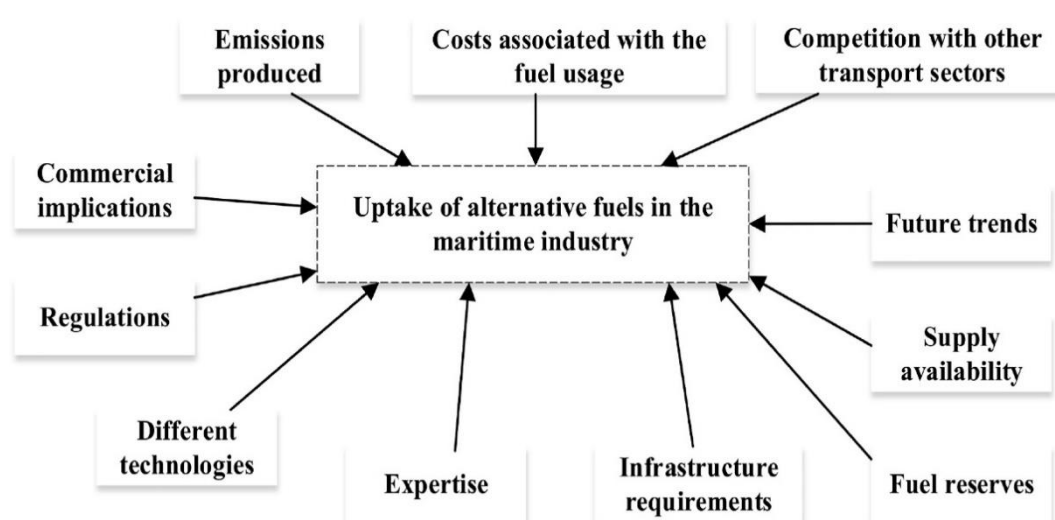 Emissions
produced
Costs associated with the
fuel usage
Competition with other
transport sectors
Commercial
implications
Uptake of alternative fuels in the
maritime industry
Future trends
Regulations
Supply
availability
Different
technologies
Expertise
Infrastructure
requirements
Fuel reserves